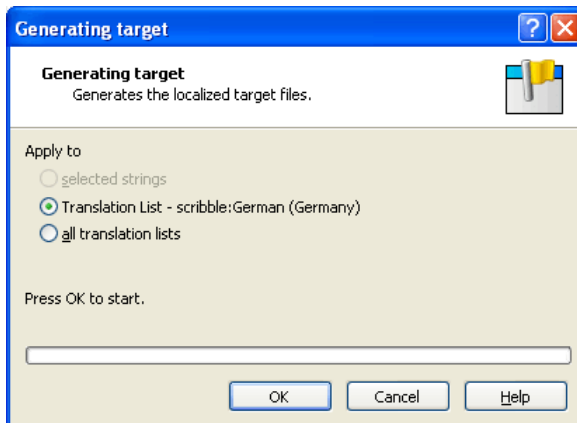 Generating target
Generating target
Generates the localized target files.
Apply to
selected strings
Translation List - scribble:German (Germany)
all translation lists
Press OK to start.
OK Cancel Help